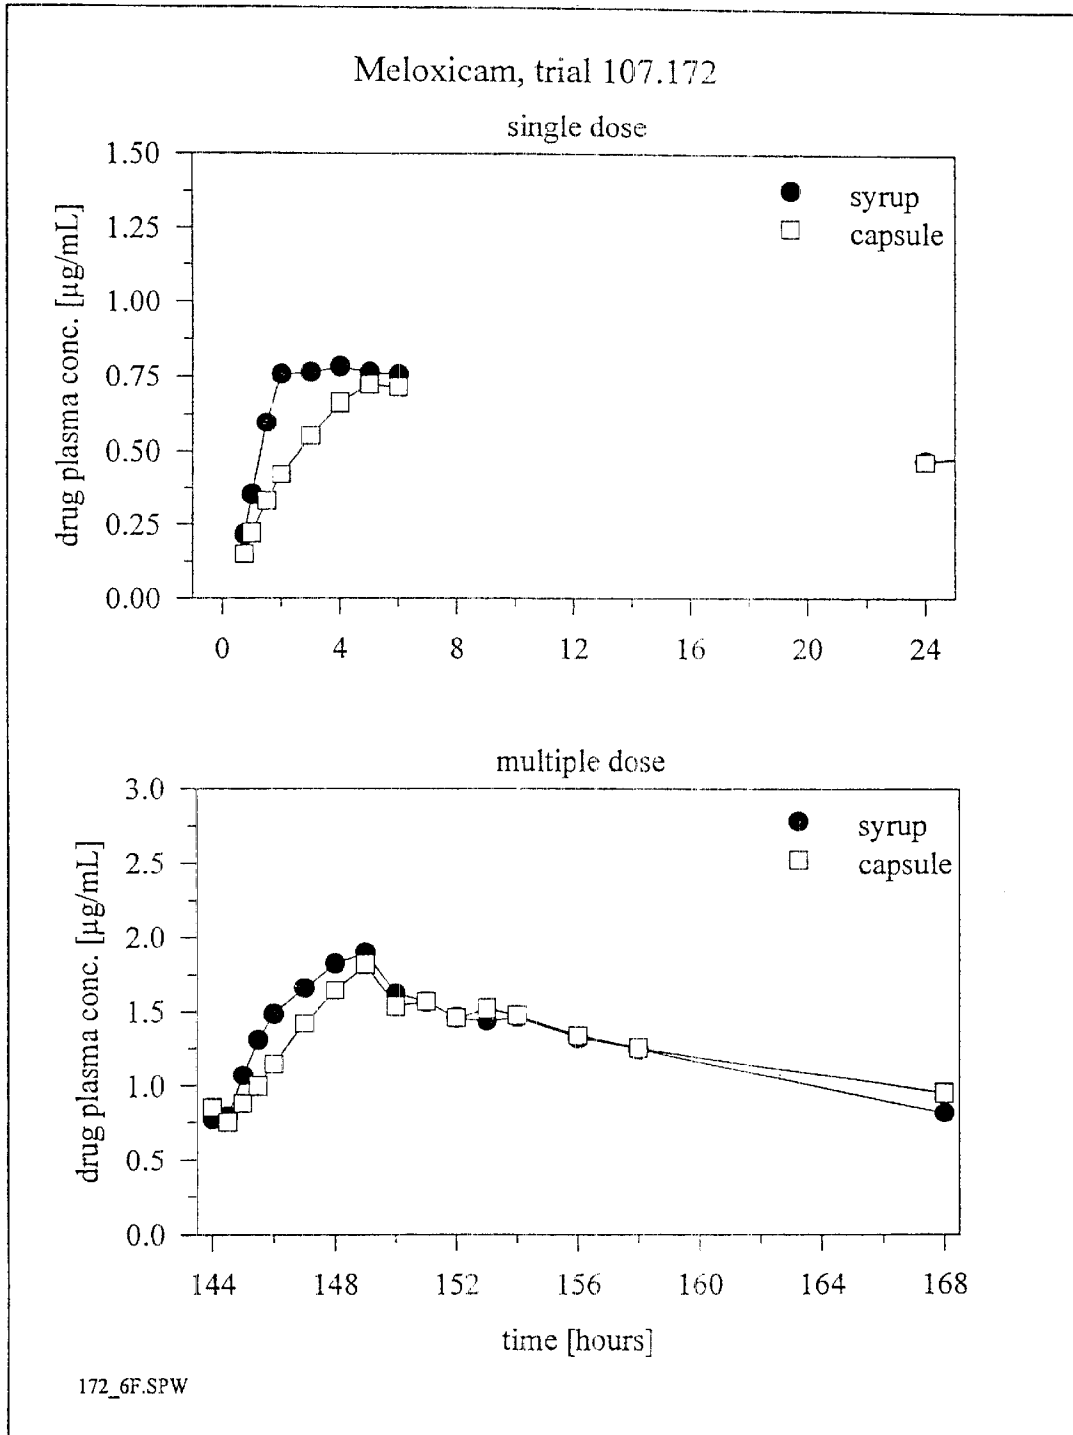 Meloxicam, trial 107.172
single dose
1.50
1.25
1.00
0.75
0.50
0.25
0.00
drug plasma conc. [µg/mL]
syrup
capsule
0 4 8 12 16 20 24
multiple dose
3.0
2.5
2.0
1.5
1.0
0.5
0.0
drug plasma conc. [µg/mL]
syrup
capsule
144 148 152 156 160 164 168
time [hours]
172_6F.SPW